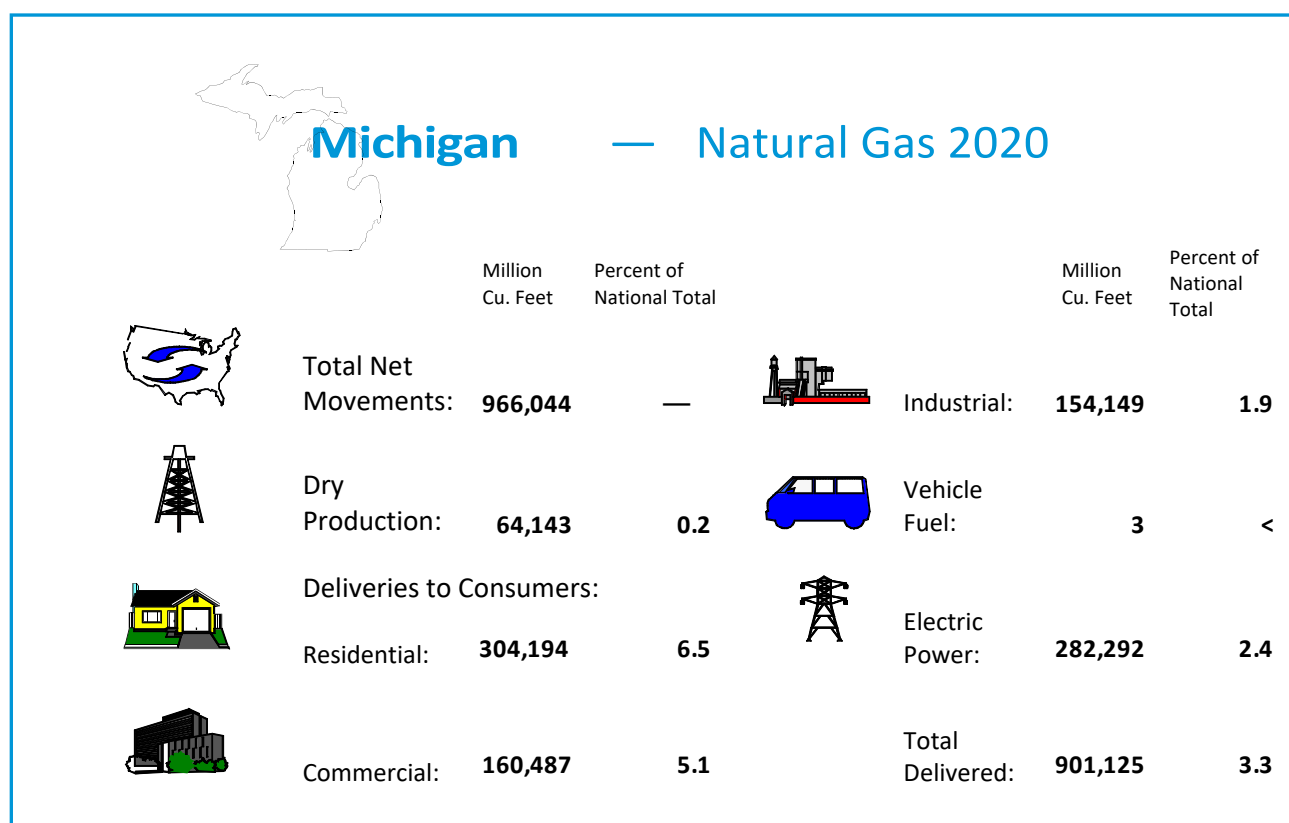 Michigan — Natural Gas 2020
Million
Cu. Feet
Percent of
National Total
Total Net
Movements: 966,044 —
Dry
Production: 64,143 0.2
Deliveries to Consumers:
Residential: 304,194 6.5
Commercial: 160,487 5.1
Million
Cu. Feet
Percent of
National
Total
Industrial: 154,149 1.9
Vehicle
Fuel: 3 <
Electric
Power: 282,292 2.4
Total
Delivered: 901,125 3.3